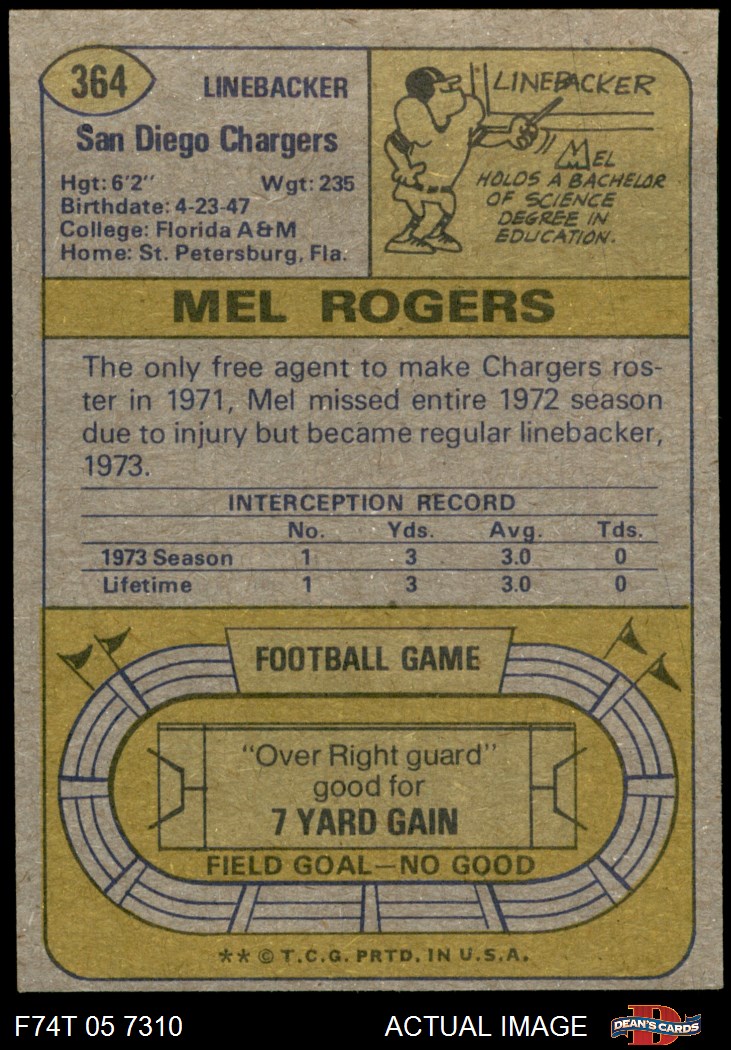 364
LINEBACKER
San Diego Chargers
Hgt: 6'2" Wgt: 235
Birthdate: 4-23-47
College: Florida A&M
Home: St. Petersburg, Fla.
LINEBACKER
MEL
HOLDS A BACHELOR
OF SCIENCE
DEGREE IN
EDUCATION.
MEL ROGERS
The only free agent to make Chargers ros-
ter in 1971, Mel missed entire 1972 season
due to injury but became regular linebacker,
1973.
INTERCEPTION RECORD
No. Yds. Avg. Tds.
1973 Season 1 3 3.0 0
Lifetime 1 3 3.0 0
FOOTBALL GAME
"Over Right guard"
good for
7 YARD GAIN
FIELD GOAL—NO GOOD
** © T.C.G. PRTD. IN U.S.A.
F74T 05 7310 ACTUAL IMAGE D DEAN'S CARDS